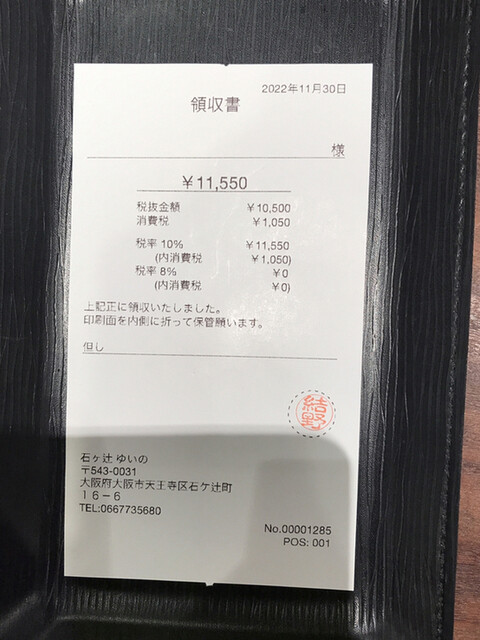 2022年11月30日
領収書
様
￥11,550
税抜金額 ￥10,500
消費税 ￥1,050
税率 10% ￥11,550
(内消費税 ￥1,050)
税率 8% ￥0
(内消費税 ￥0)
上記正に領収いたしました。
印刷面を内側に折って保管願います。
但し
結野
石ヶ辻 ゆいの
〒543-0031
大阪府大阪市天王寺区石ケ辻町
１６－６
TEL:0667735680
No.00001285
POS: 001